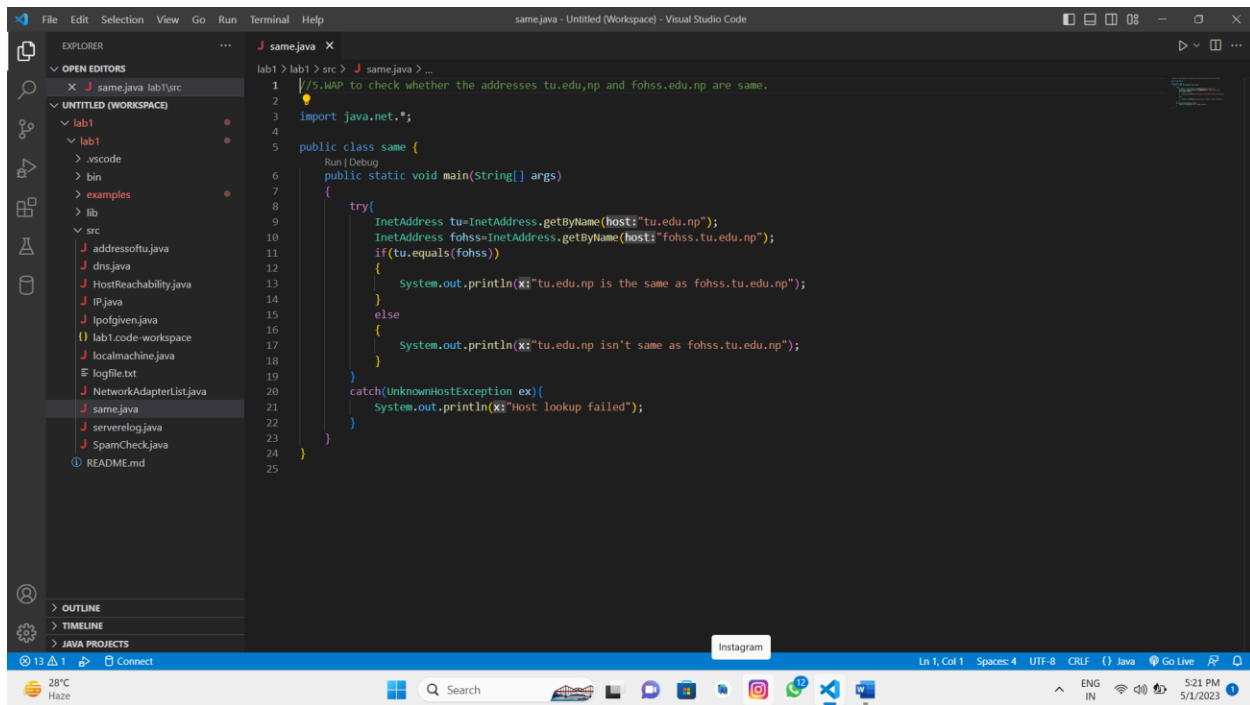 File Edit Selection View Go Run Terminal Help same.java - Untitled (Workspace) - Visual Studio Code
EXPLORER
OPEN EDITORS
same.java lab1\src
UNTITLED (WORKSPACE)
lab1
lab1
.vscode
bin
examples
lib
src
J addressoftu.java
J dns.java
J HostReachability.java
J IP.java
J Ipofgiven.java
{} lab1.code-workspace
J localmachine.java
logfile.txt
J NetworkAdapterList.java
J same.java
J serverelog.java
J SpamCheck.java
README.md
OUTLINE
TIMELINE
JAVA PROJECTS
J same.java
lab1 > lab1 > src > J same.java > ...
1 //5.WAP to check whether the addresses tu.edu,np and fohss.edu.np are same.
2
3 import java.net.*;
4
5 public class same {
Run | Debug
6 public static void main(String[] args)
7 {
8 try{
9 InetAddress tu=InetAddress.getByName(host:"tu.edu.np");
10 InetAddress fohss=InetAddress.getByName(host:"fohss.tu.edu.np");
11 if(tu.equals(fohss))
12 {
13 System.out.println(x:"tu.edu.np is the same as fohss.tu.edu.np");
14 }
15 else
16 {
17 System.out.println(x:"tu.edu.np isn't same as fohss.tu.edu.np");
18 }
19 }
20 catch(UnknownHostException ex){
21 System.out.println(x:"Host lookup failed");
22 }
23 }
24 }
25
Instagram
13 1 Connect Ln 1, Col 1 Spaces: 4 UTF-8 CRLF {} Java Go Live
28°C
Haze
Search
12
ENG
IN
5:21 PM
5/1/2023
1